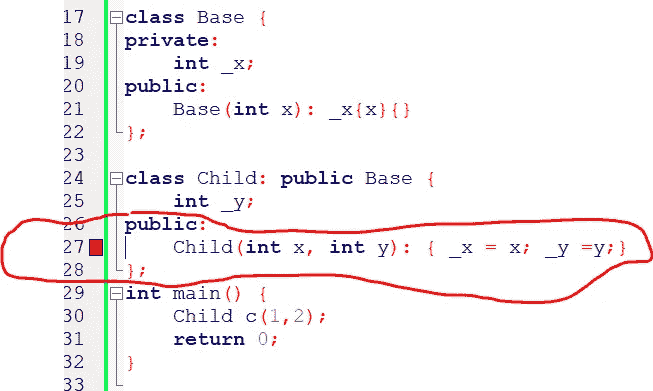 17 class Base {
18 private:
19     int _x;
20 public:
21     Base(int x): _x{x}{}
22 };
23
24 class Child: public Base {
25     int _y;
26 public:
27     Child(int x, int y): { _x = x; _y =y;}
28 };
29 int main() {
30     Child c(1,2);
31     return 0;
32 }
33